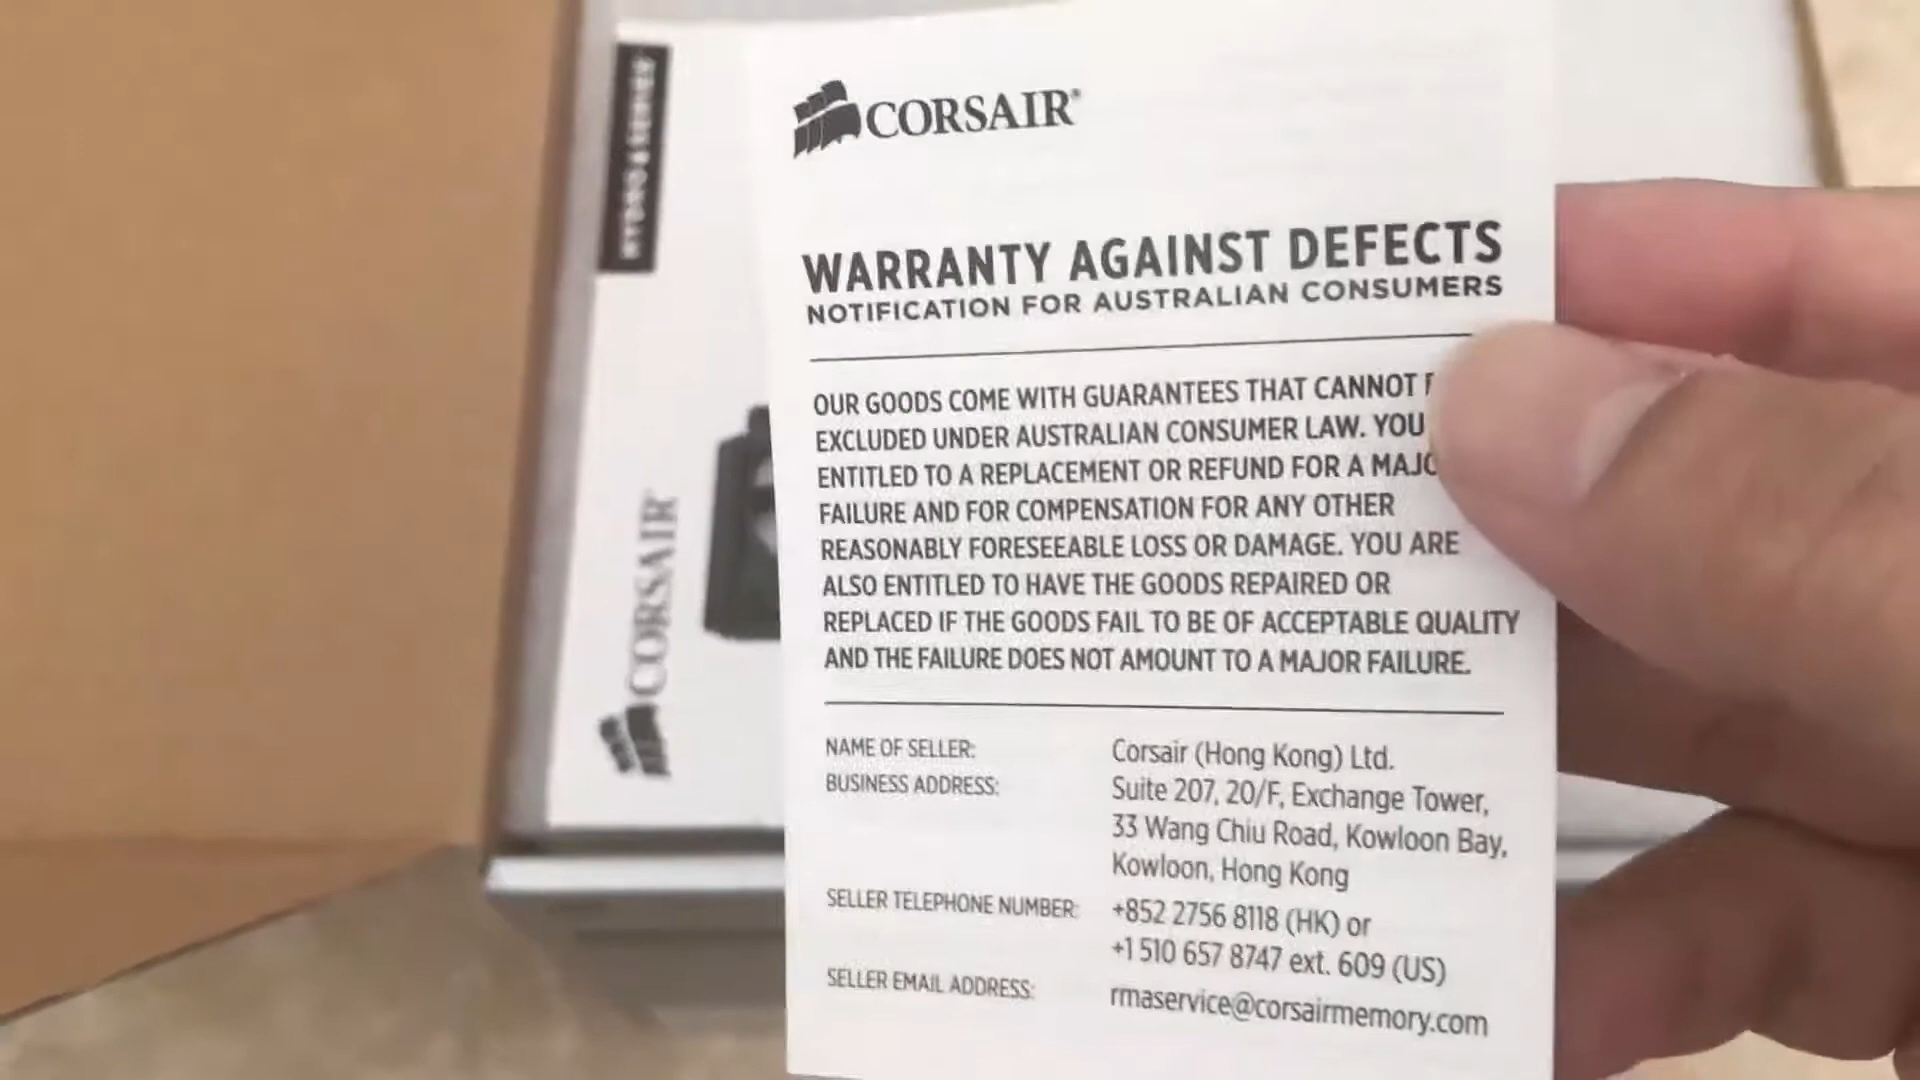 CORSAIR
WARRANTY AGAINST DEFECTS
NOTIFICATION FOR AUSTRALIAN CONSUMERS
OUR GOODS COME WITH GUARANTEES THAT CANNOT
EXCLUDED UNDER AUSTRALIAN CONSUMER LAW. YOU
ENTITLED TO A REPLACEMENT OR REFUND FOR A
FAILURE AND FOR COMPENSATION FOR ANY OTHER
REASONABLY FORESEEABLE LOSS OR DAMAGE. YOU ARE
ALSO ENTITLED TO HAVE THE GOODS REPAIRED OR
REPLACED IF THE GOODS FAIL TO BE OF ACCEPTABLE QUALITY
AND THE FAILURE DOES NOT AMOUNT TO A MAJOR FAILURE.
NAME OF SELLER: Corsair (Hong Kong) Ltd.
BUSINESS ADDRESS: Suite 207, 20/F, Exchange Tower,
33 Wang Chiu Road, Kowloon Bay,
Kowloon, Hong Kong
SELLER TELEPHONE NUMBER: +852 2756 8118 (HK) or
+1 510 657 8747 ext. 609 (US)
SELLER EMAIL ADDRESS: rmaservice@corsairmemory.com
HYDRO SERIES
CORSAIR